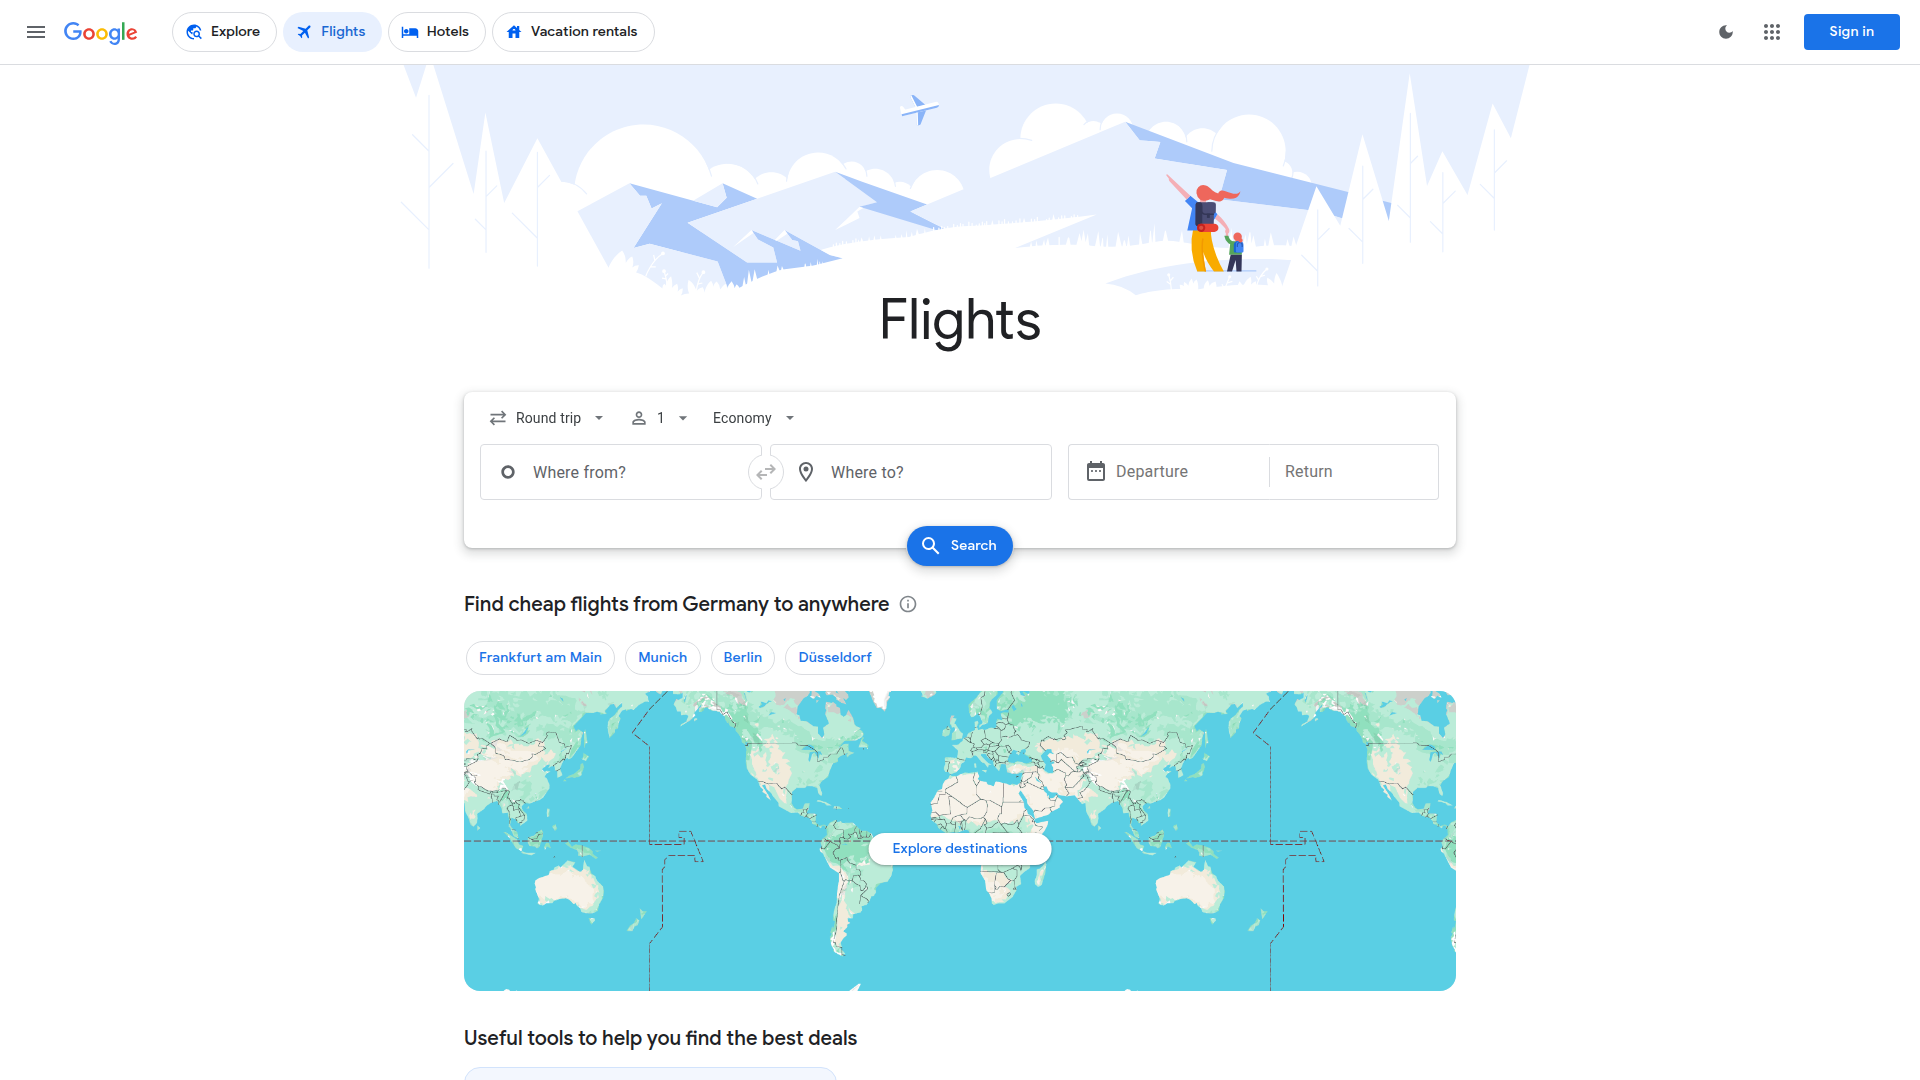 Google
Explore
Flights
Hotels
Vacation rentals
Sign in
Flights
Round trip
1
Economy
Where from?
Where to?
Departure
Return
Search
Find cheap flights from Germany to anywhere
Frankfurt am Main
Munich
Berlin
Düsseldorf
Explore destinations
Useful tools to help you find the best deals